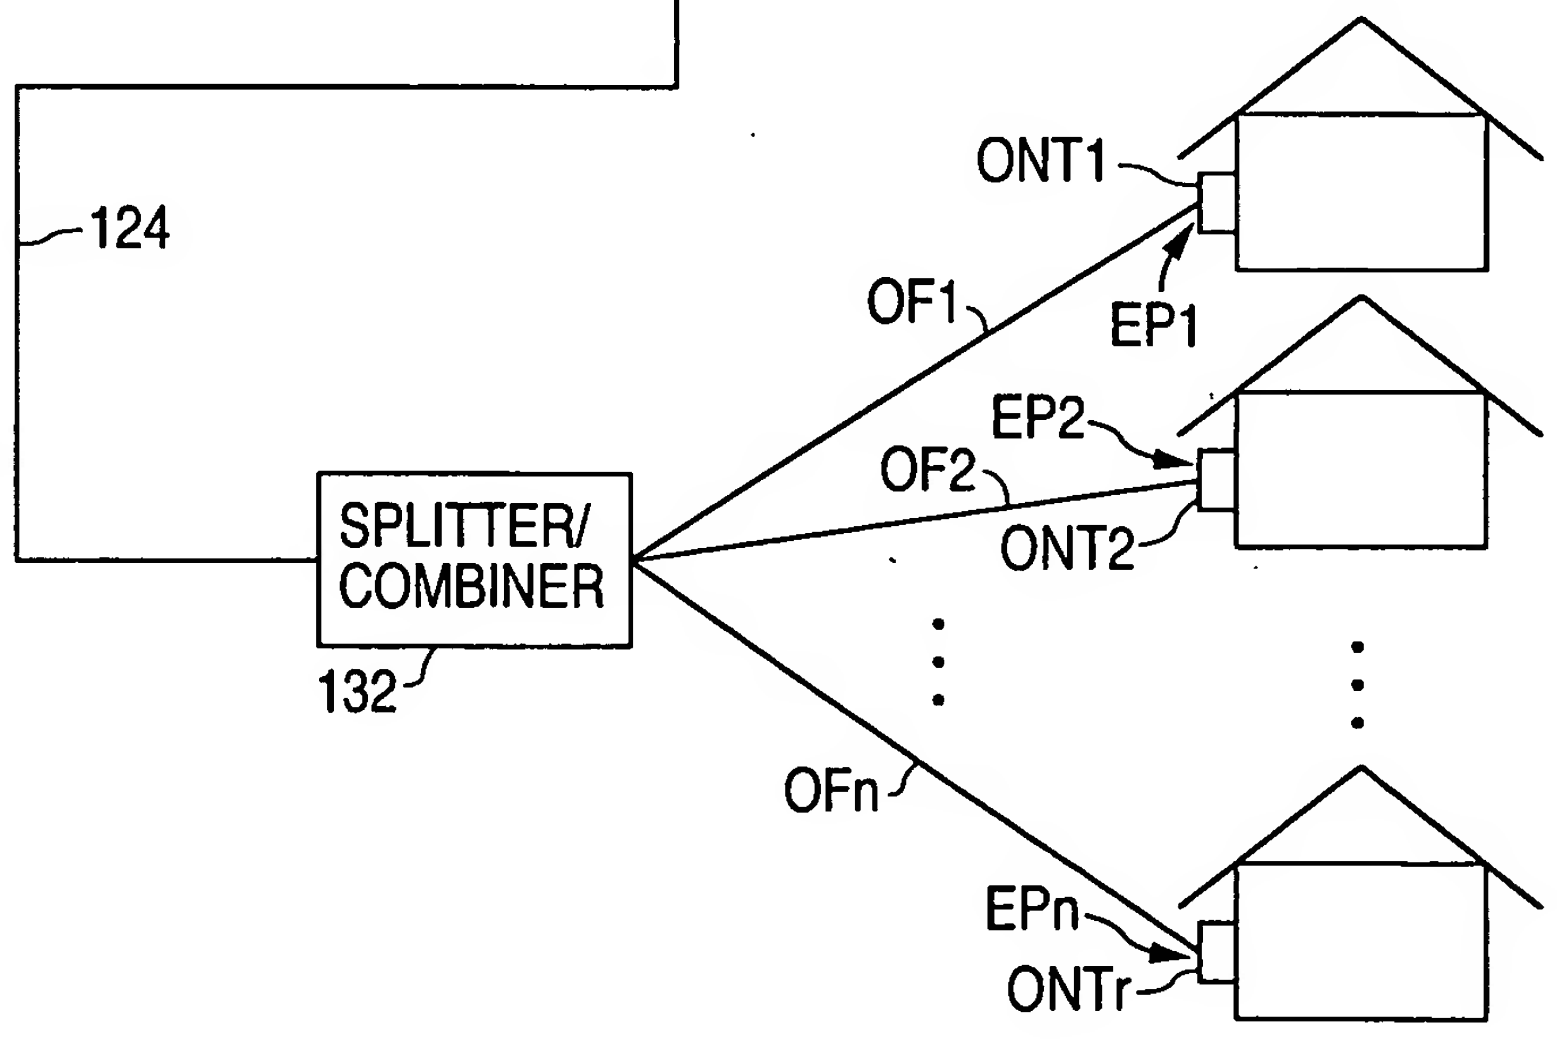 ONT1
124
OF1
EP1
EP2
OF2
SPLITTER/
COMBINER
ONT2
132
OFn
EPn
ONTr